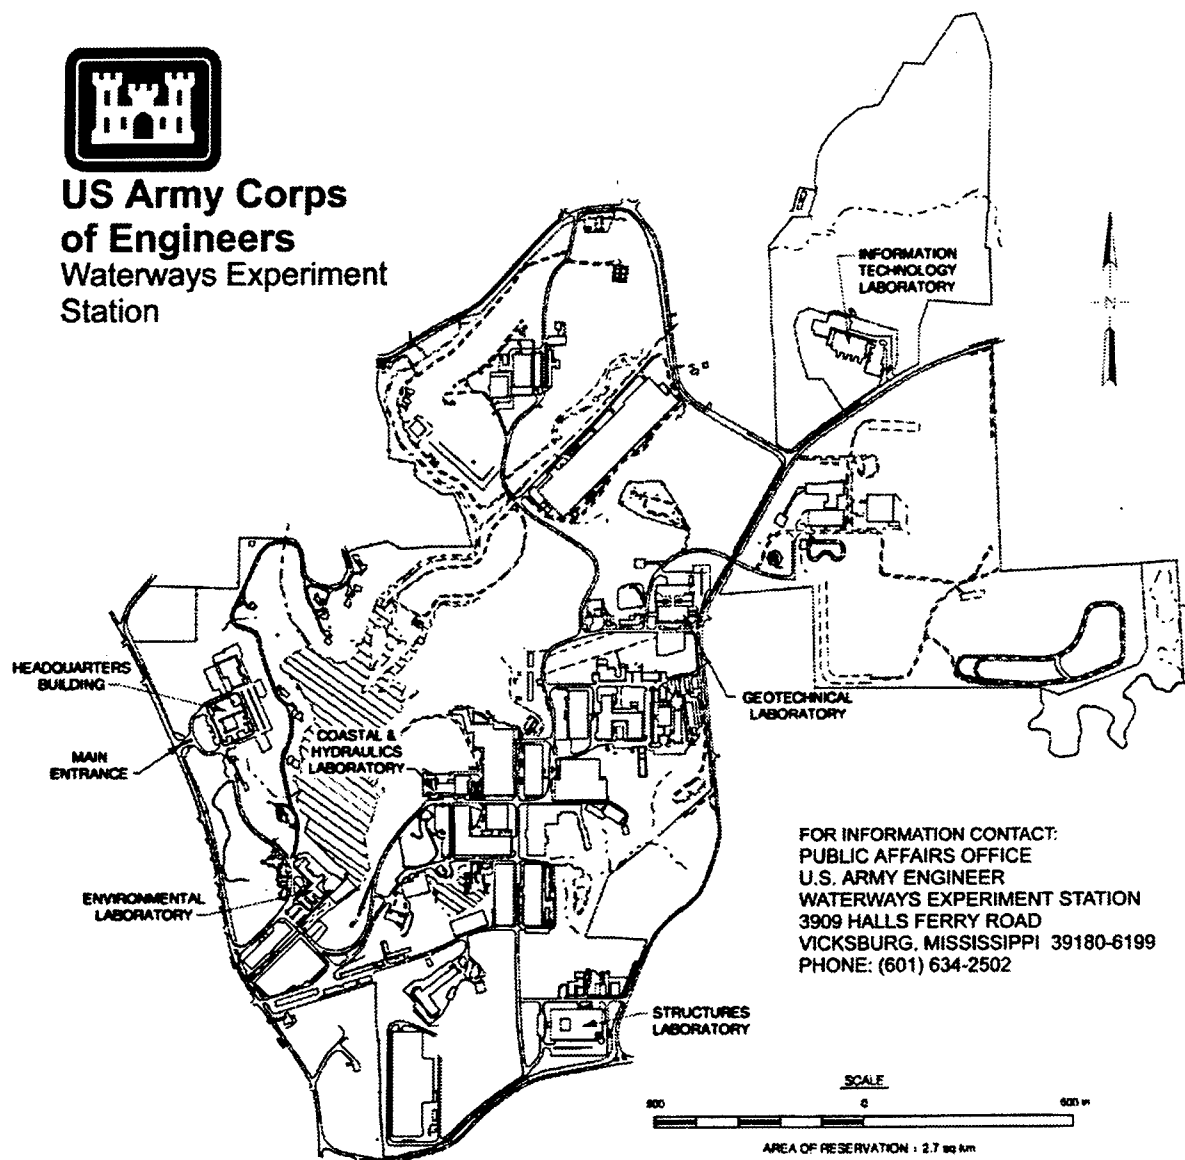 US Army Corps
of Engineers
Waterways Experiment
Station
INFORMATION
TECHNOLOGY
LABORATORY
N
HEADQUARTERS
BUILDING
MAIN
ENTRANCE
COASTAL &
HYDRAULICS
LABORATORY
GEOTECHNICAL
LABORATORY
ENVIRONMENTAL
LABORATORY
STRUCTURES
LABORATORY
FOR INFORMATION CONTACT:
PUBLIC AFFAIRS OFFICE
U.S. ARMY ENGINEER
WATERWAYS EXPERIMENT STATION
3909 HALLS FERRY ROAD
VICKSBURG, MISSISSIPPI 39180-6199
PHONE: (601) 634-2502
SCALE
0
AREA OF RESERVATION : 2.7 sq km